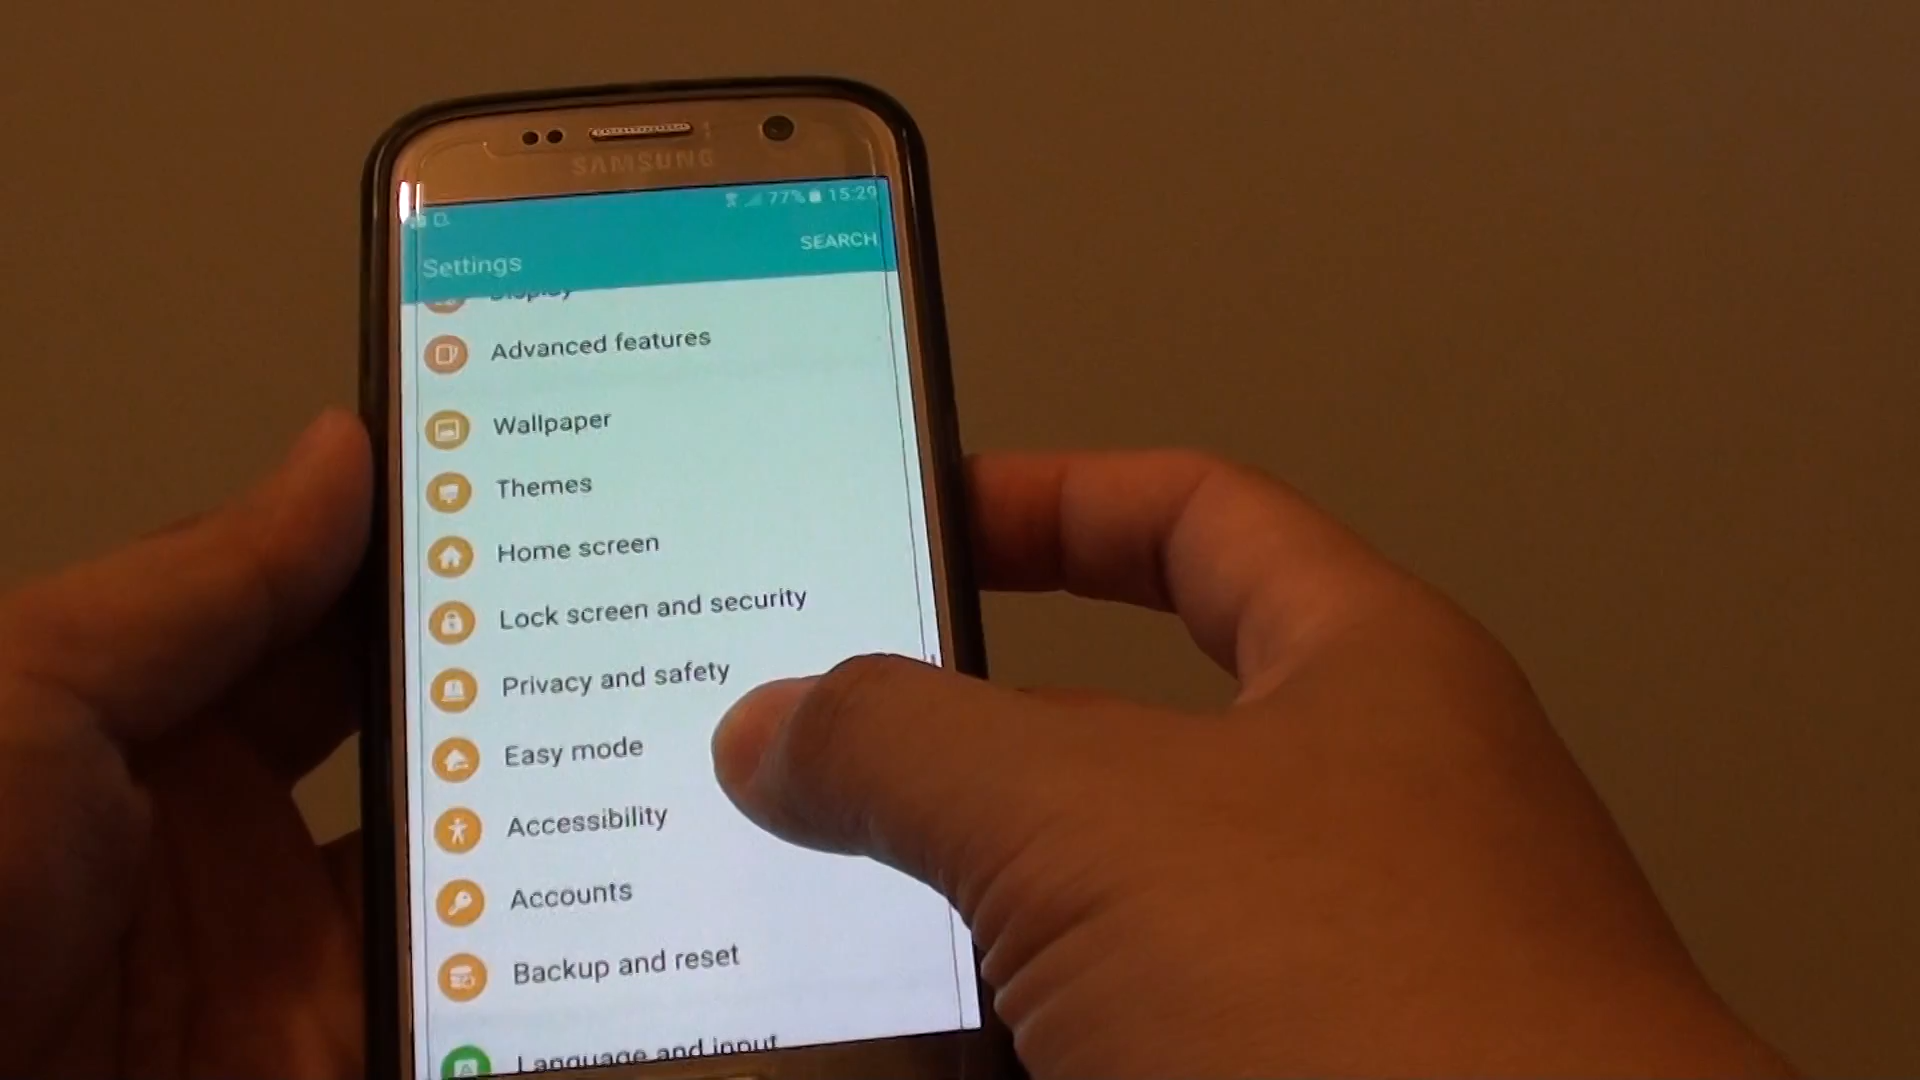 SAMSUNG
77% 15:29
Settings
SEARCH
Display
Advanced features
Wallpaper
Themes
Home screen
Lock screen and security
Privacy and safety
Easy mode
Accessibility
Accounts
Backup and reset
Language and input